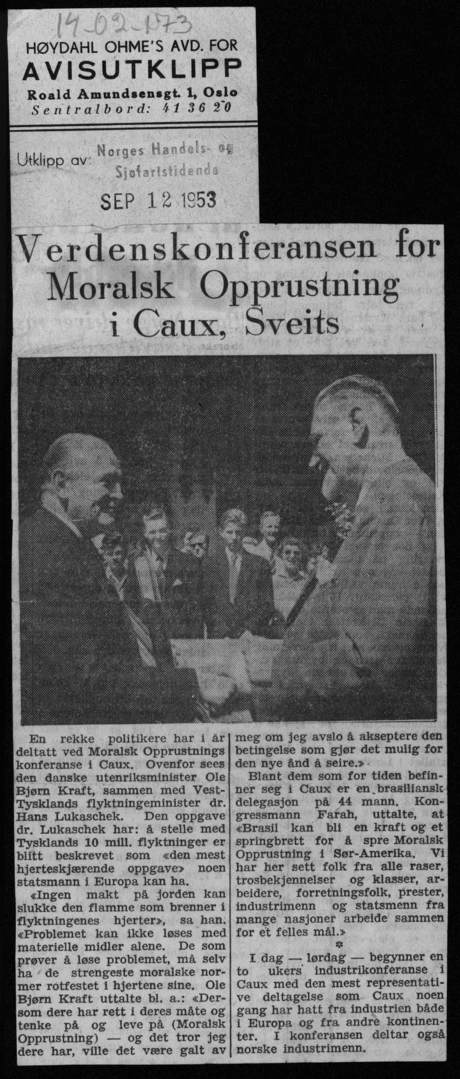 14-02-173
HØYDAHL OHME'S AVD. FOR
AVISUTKLIPP
Roald Amundsensgt. 1, Oslo
Sentralbord: 41 36 20
Utklipp av: Norges Handels- og
Sjøfartstidende
SEP 12 1953
Verdenskonferansen for
Moralsk Opprustning
i Caux, Sveits
En rekke politikere har i år
deltatt ved Moralsk Opprustnings
konferanse i Caux. Ovenfor sees
den danske utenriksminister Ole
Bjørn Kraft, sammen med Vest-
Tysklands flyktningeminister dr.
Hans Lukaschek. Den oppgave
dr. Lukaschek har: å stelle med
Tysklands 10 mill. flyktninger er
blitt beskrevet som «den mest
hjerteskjærende oppgave» noen
statsmann i Europa kan ha.
«Ingen makt på jorden kan
slukke den flamme som brenner i
flyktningenes hjerter», sa han.
«Problemet kan ikke løses med
materielle midler alene. De som
prøver å løse problemet, må selv
ha de strengeste moralske nor-
mer rotfestet i hjertene sine. Ole
Bjørn Kraft uttalte bl. a.: «Der-
som dere har rett i deres måte og
tenke på og leve på (Moralsk
Opprustning) — og det tror jeg
dere har, ville det være galt av
meg om jeg avslo å akseptere den
betingelse som gjør det mulig for
den nye ånd å seire.»
Blant dem som for tiden befin-
ner seg i Caux er en brasiliansk
delegasjon på 44 mann. Kon-
gressmann Farah, uttalte, at
«Brasil kan bli en kraft og et
springbrett for å spre Moralsk
Opprustning i Sør-Amerika. Vi
har her sett folk fra alle raser,
trosbekjennelser og klasser, ar-
beidere, forretningsfolk, prester,
industrimenn og statsmenn fra
mange nasjoner arbeide sammen
for et felles mål.»
*
I dag — lørdag — begynner en
to ukers industrikonferanse i
Caux med den mest representati-
ve deltagelse som Caux noen
gang har hatt fra industrien både
i Europa og fra andre kontinen-
ter. I konferansen deltar også
norske industrimenn.